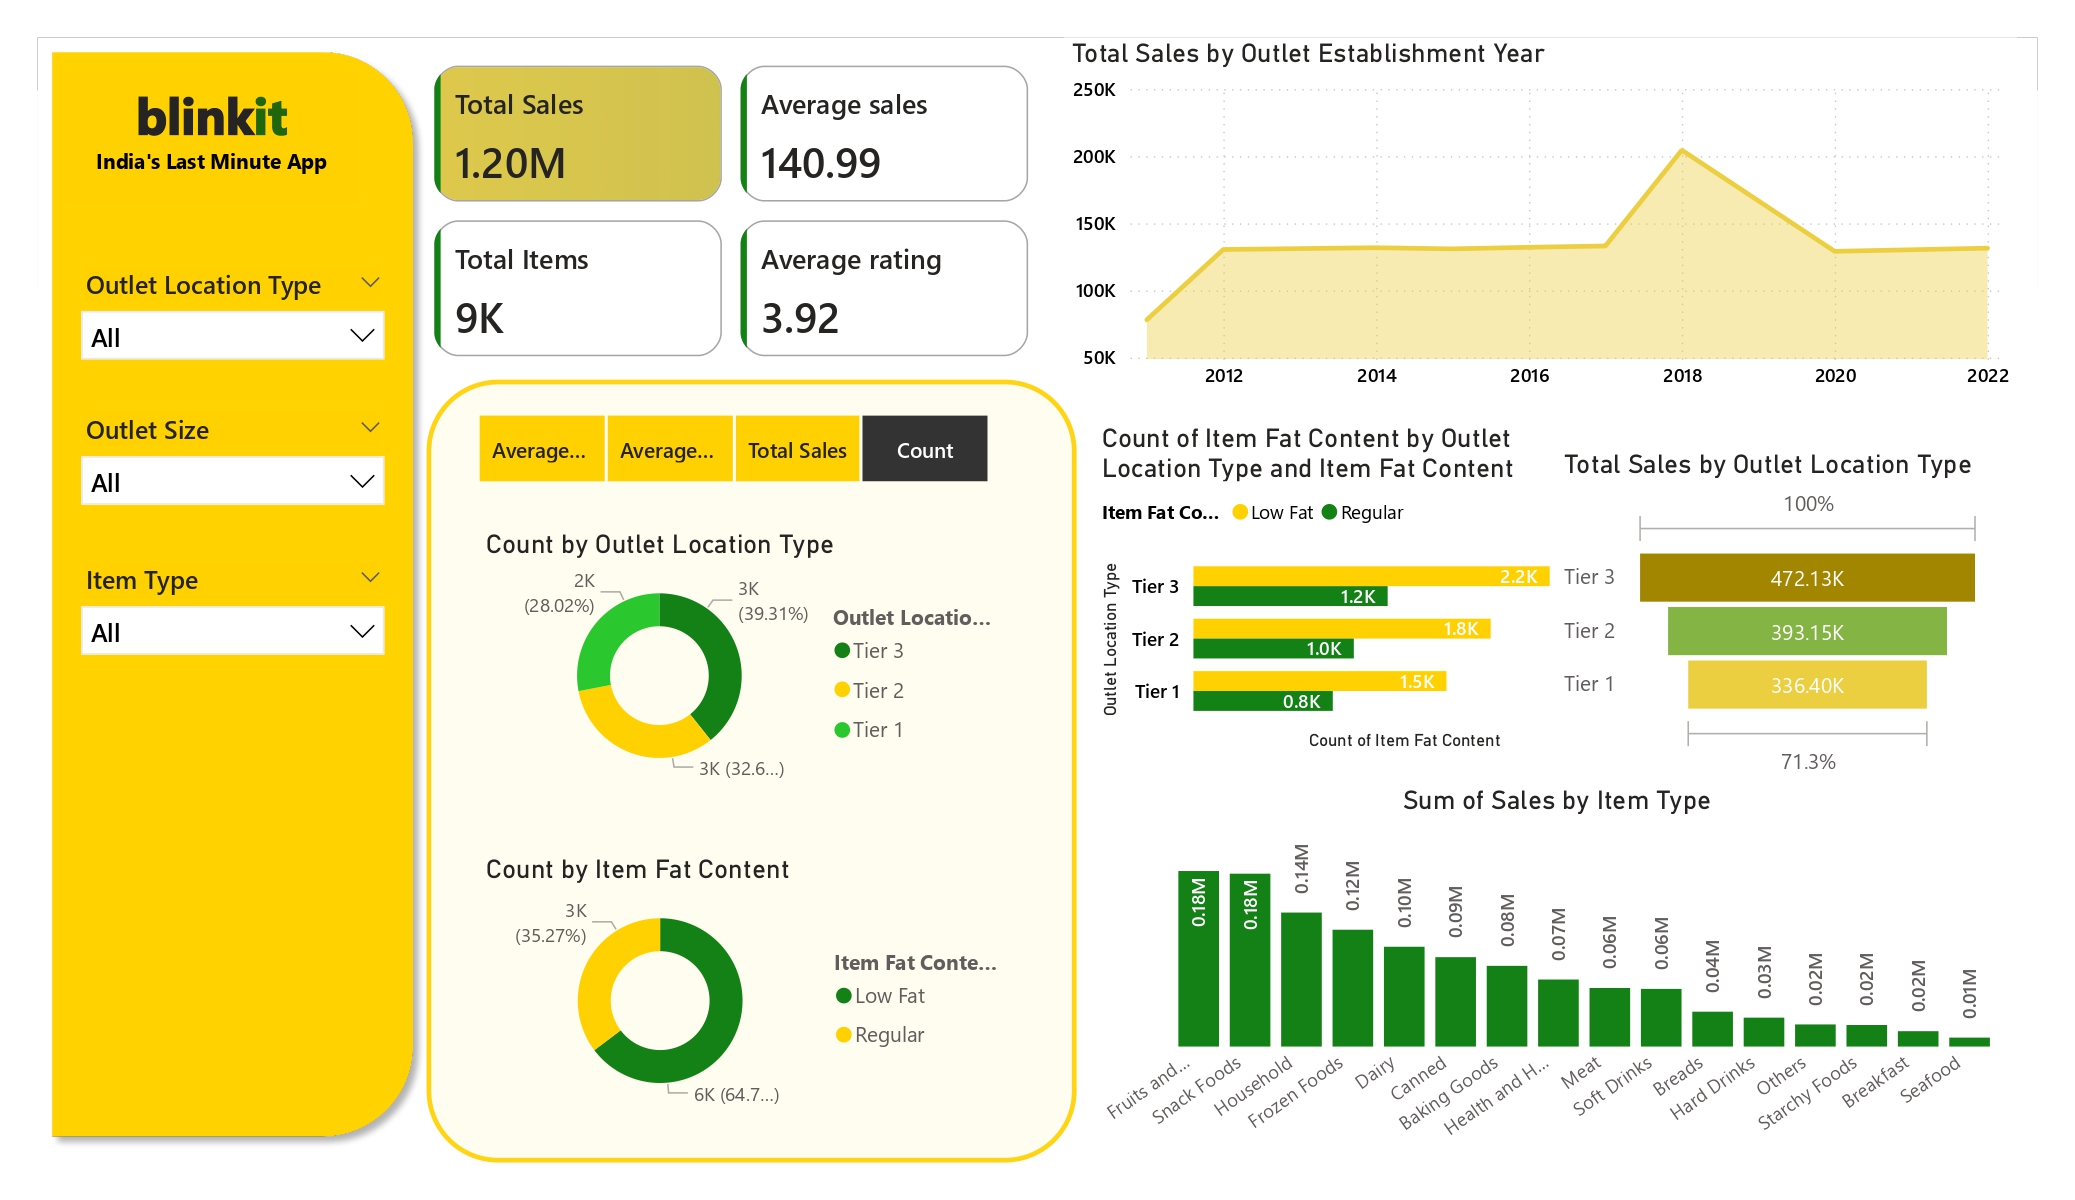 blinkit
India's Last Minute App
Outlet Location Type
All
Outlet Size
All
Item Type
All
Total Sales
1.20M
Average sales
140.99
Total Items
9K
Average rating
3.92
Average...
Average...
Total Sales
Count
Count by Outlet Location Type
2K
(28.02%)
3K
(39.31%)
3K (32.6...)
Outlet Locatio...
Tier 3
Tier 2
Tier 1
Count by Item Fat Content
3K
(35.27%)
6K (64.7...)
Item Fat Conte...
Low Fat
Regular
Total Sales by Outlet Establishment Year
250K
200K
150K
100K
50K
2012
2014
2016
2018
2020
2022
Count of Item Fat Content by Outlet
Location Type and Item Fat Content
Item Fat Co...
Low Fat
Regular
Outlet Location Type
Tier 3
2.2K
1.2K
Tier 2
1.8K
1.0K
Tier 1
1.5K
0.8K
Count of Item Fat Content
Total Sales by Outlet Location Type
100%
Tier 3
472.13K
Tier 2
393.15K
Tier 1
336.40K
71.3%
Sum of Sales by Item Type
0.18M
0.18M
0.14M
0.12M
0.10M
0.09M
0.08M
0.07M
0.06M
0.06M
0.04M
0.03M
0.02M
0.02M
0.02M
0.01M
Fruits and...
Snack Foods
Household
Frozen Foods
Dairy
Canned
Baking Goods
Health and H...
Meat
Soft Drinks
Breads
Hard Drinks
Others
Starchy Foods
Breakfast
Seafood